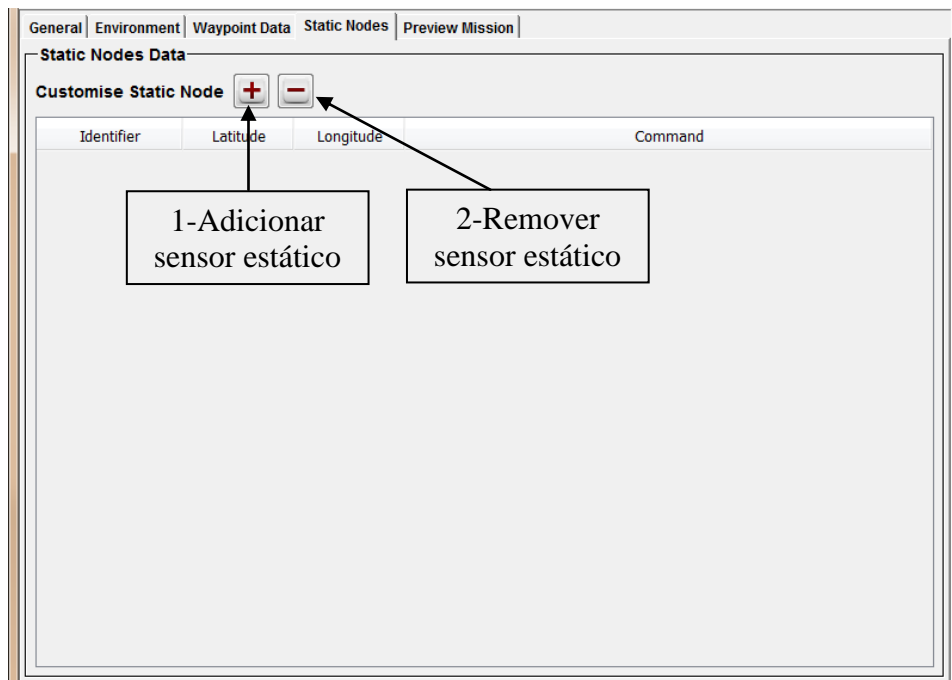 General Environment Waypoint Data Static Nodes Preview Mission
Static Nodes Data
Customise Static Node + −
Identifier Latitude Longitude Command
1-Adicionar
sensor estático
2-Remover
sensor estático